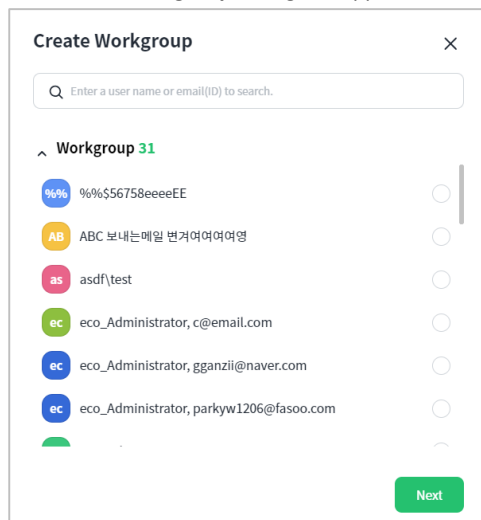 Create Workgroup
Enter a user name or email(ID) to search.
Workgroup 31
%% %%$56758eeeeEE
AB ABC 보내는메일 변겨여여여여영
as asdf\test
ec eco_Administrator, c@email.com
ec eco_Administrator, gganzii@naver.com
ec eco_Administrator, parkyw1206@fasoo.com
Next